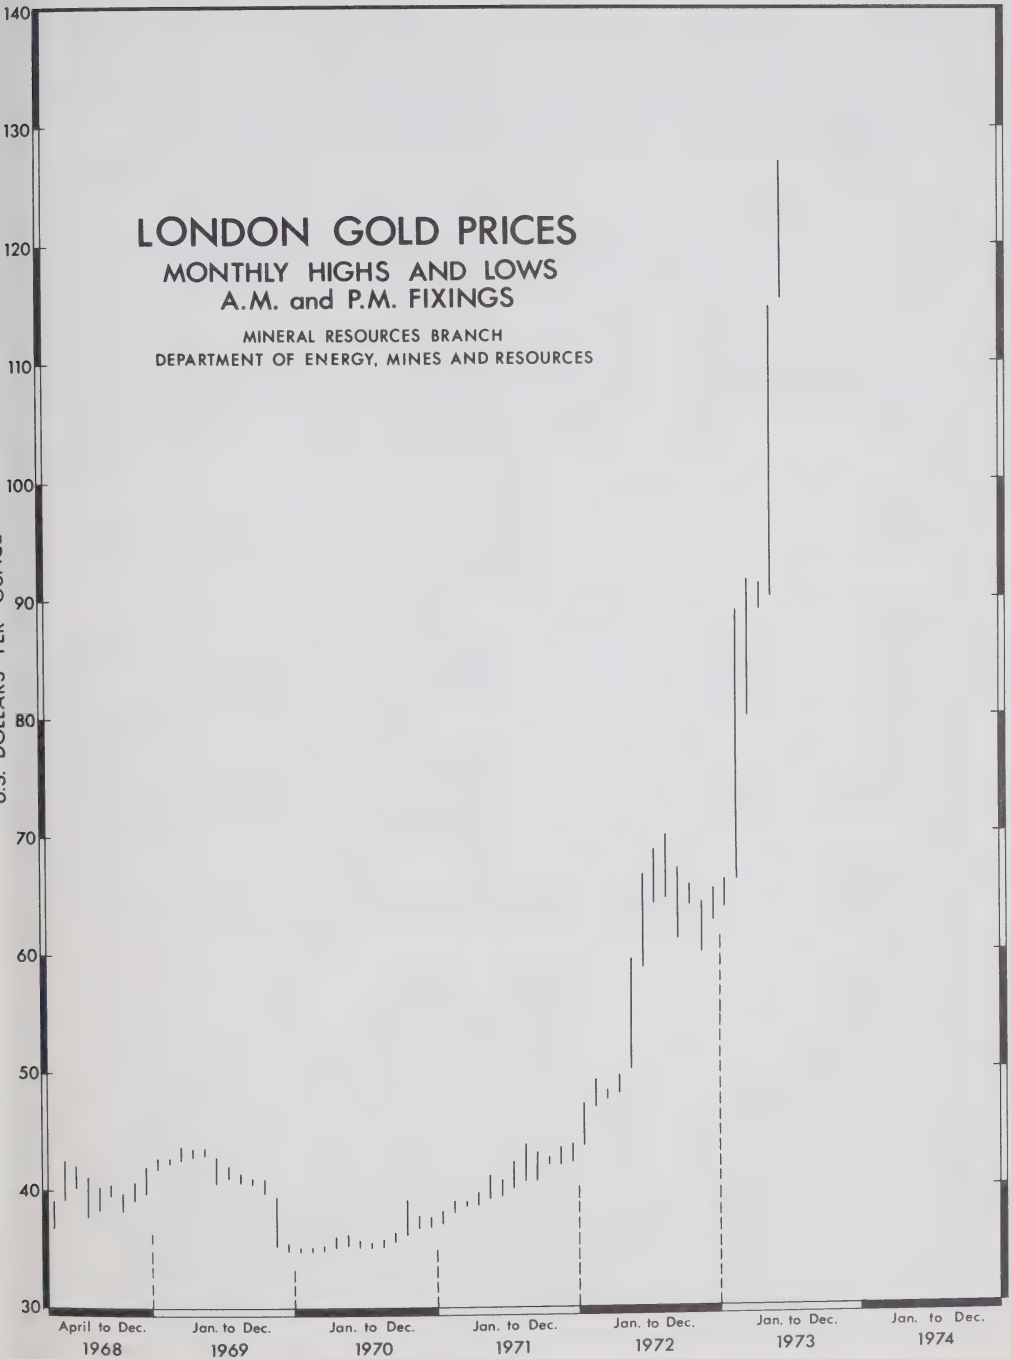 140
130
120
110
100
90
80
70
60
50
40
30
LONDON GOLD PRICES
MONTHLY HIGHS AND LOWS
A.M. and P.M. FIXINGS
MINERAL RESOURCES BRANCH
DEPARTMENT OF ENERGY, MINES AND RESOURCES
U.S. DOLLARS PER
April to Dec.
1968
Jan. to Dec.
1969
Jan. to Dec.
1970
Jan. to Dec.
1971
Jan. to Dec.
1972
Jan. to Dec.
1973
Jan. to Dec.
1974